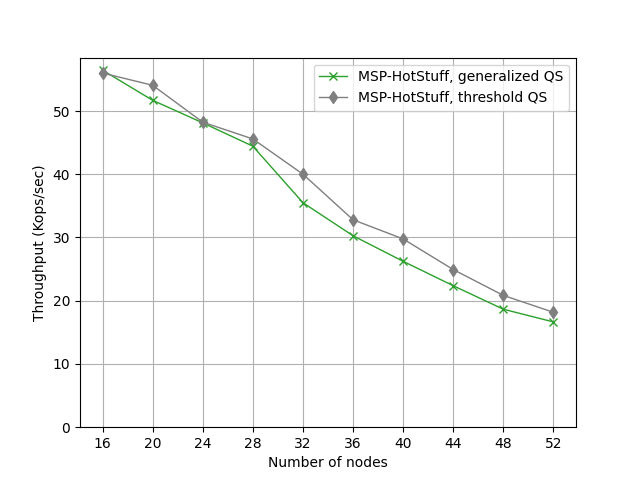 MSP-HotStuff, generalized QS
MSP-HotStuff, threshold QS
Throughput (Kops/sec)
50
40
30
20
10
0
16 20 24 28 32 36 40 44 48 52
Number of nodes